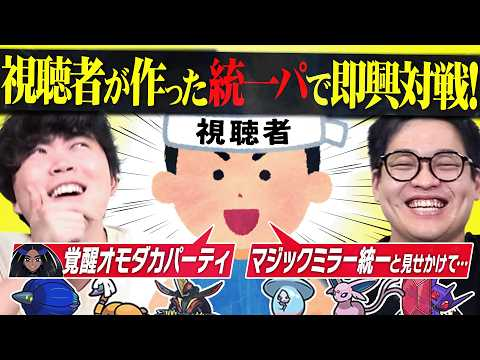 視聴者が作った統一パで即興対戦!
視聴者
覚醒オモダカパーティ
マジックミラー統一と見せかけて…